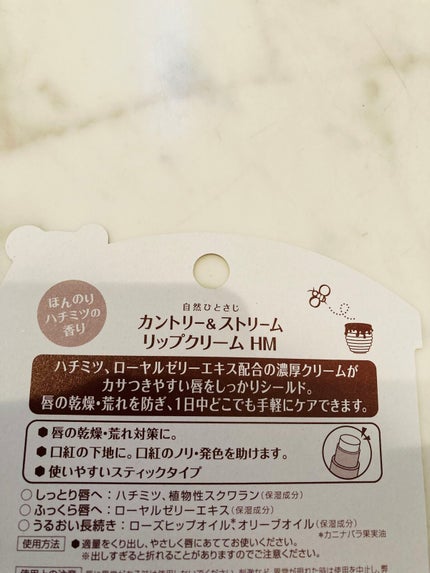 ほんのり
ハチミツの
香り
自然ひとさじ
カントリー&ストリーム
リップクリーム HM
ハチミツ、ローヤルゼリーエキス配合の濃厚クリームが
カサつきやすい唇をしっかりシールド。
唇の乾燥・荒れを防ぎ、1日中どこでも手軽にケアできます。
●唇の乾燥・荒れ対策に。
●口紅の下地に。口紅のノリ・発色を助けます。
●使いやすいスティックタイプ
○しっとり唇へ：ハチミツ、植物性スクワラン(保湿成分)
○ふっくら唇へ：ローヤルゼリーエキス(保湿成分)
○うるおい長続き：ローズヒップオイル*オリーブオイル(保湿成分)
*カニナバラ果実油
使用方法 ●適量をくり出し、やさしく唇にあててお使いください。
※出しすぎると折れることがありますのでご注意ください。